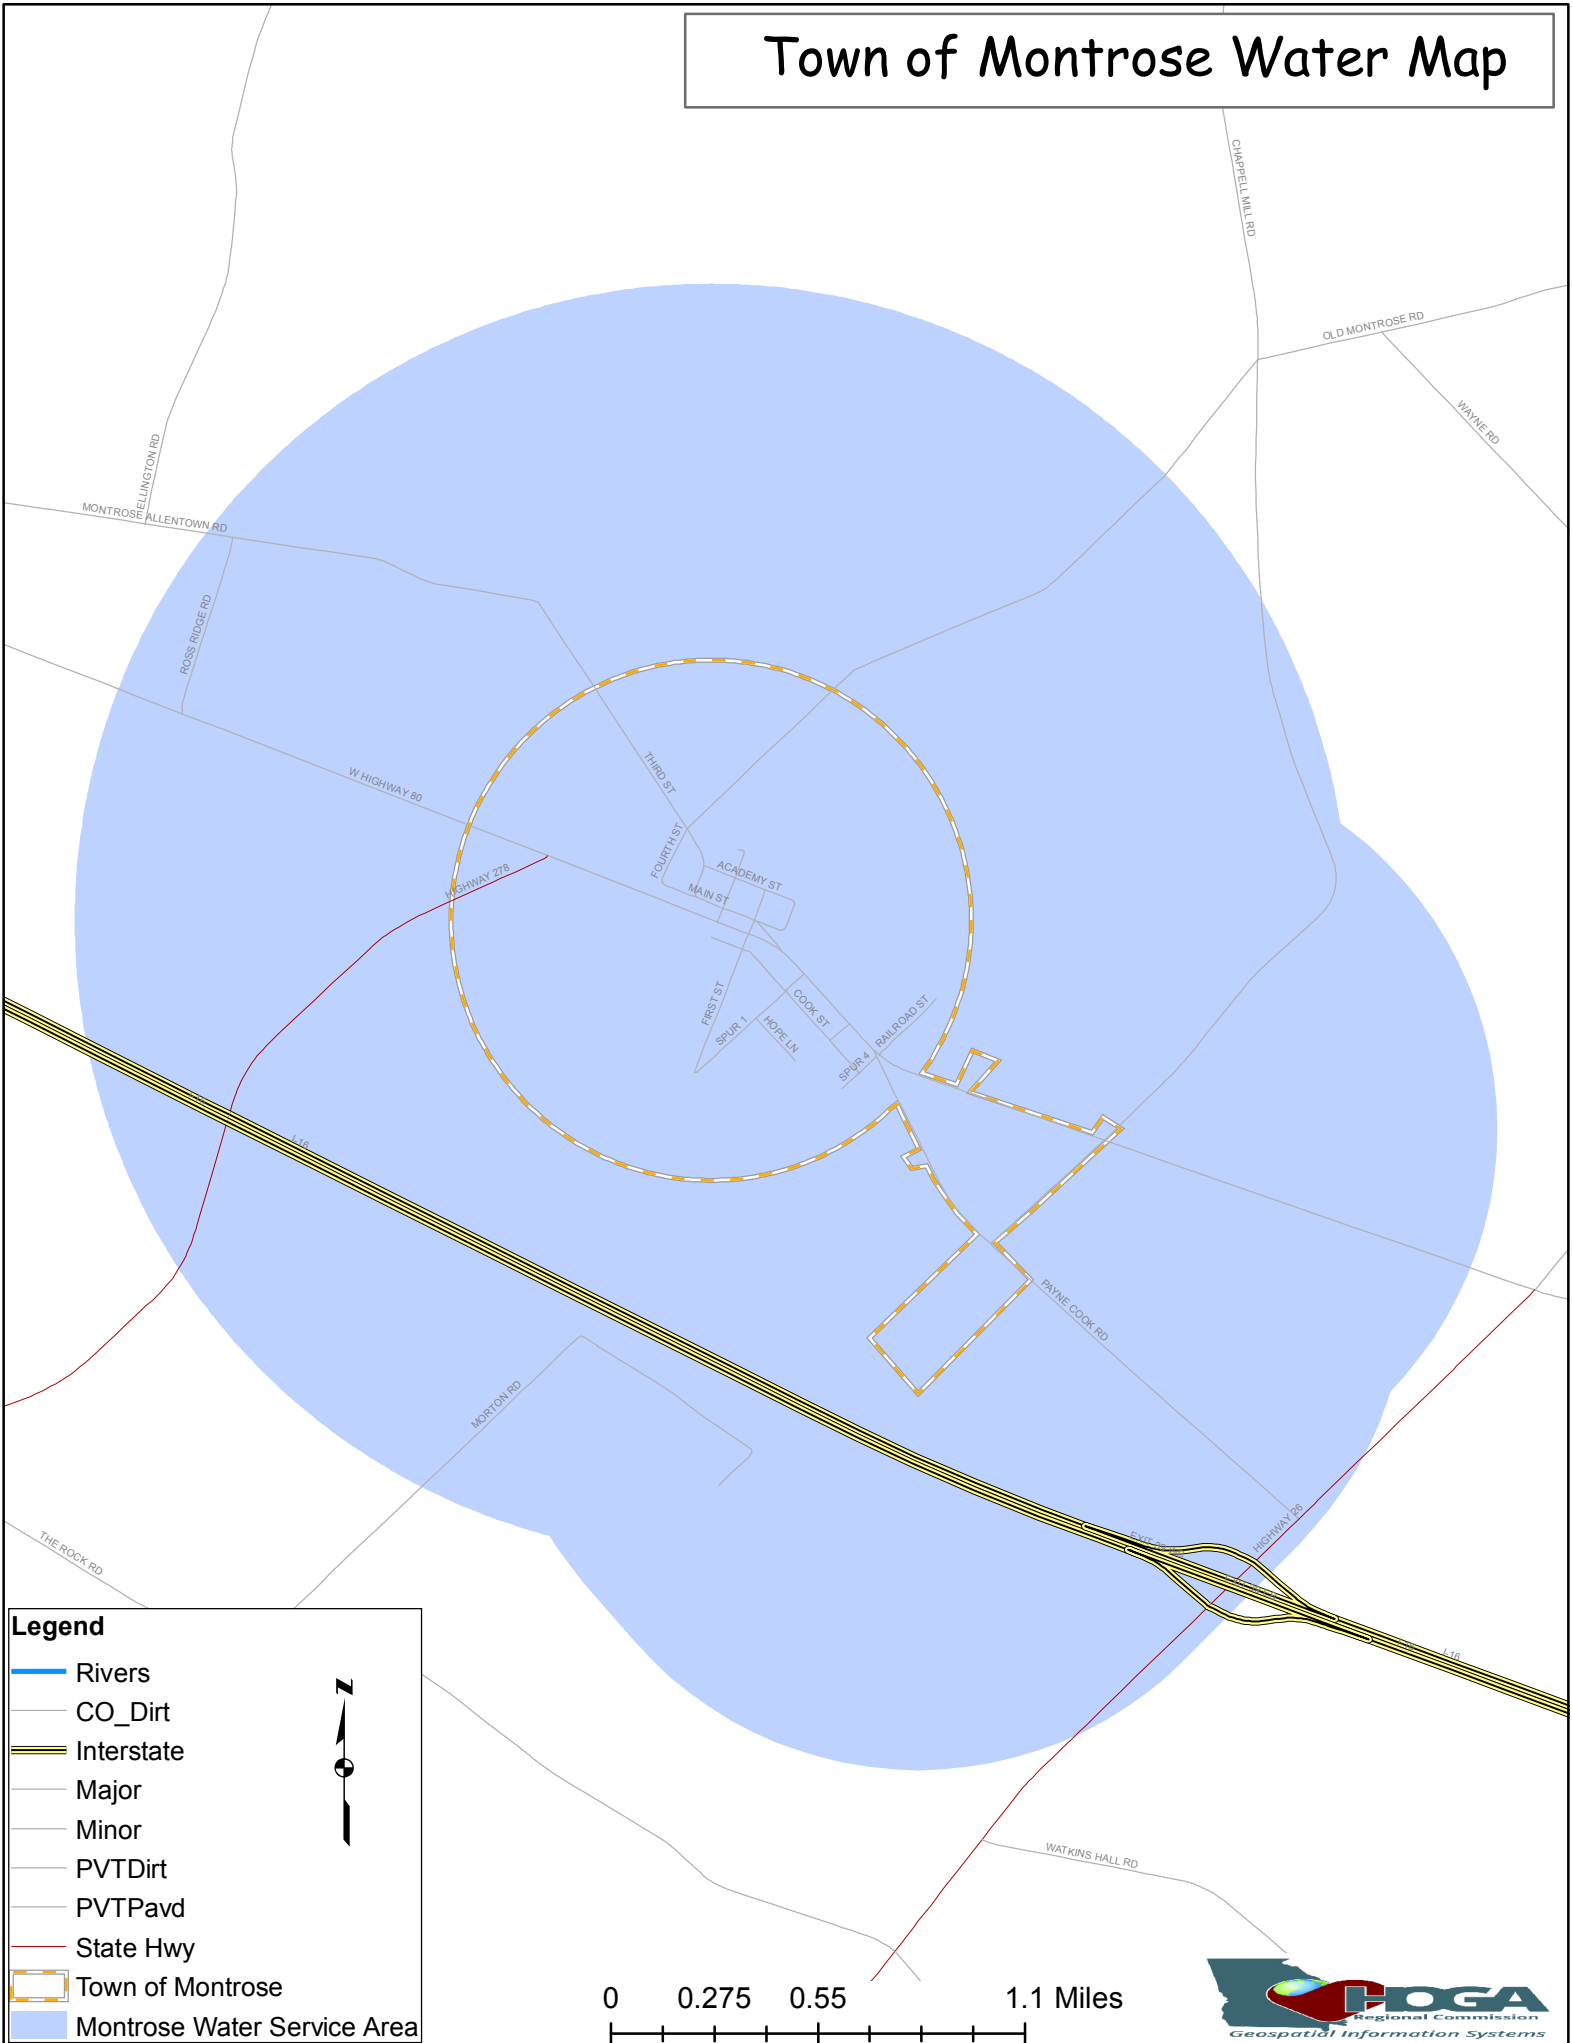 Town of Montrose Water Map
CHAPPELL MILL RD
OLD MONTROSE RD
WAYNE RD
ELLINGTON RD
MONTROSE ALLENTOWN RD
ROSS RIDGE RD
W HIGHWAY 80
THIRD ST
FOURTH ST
ACADEMY ST
MAIN ST
HIGHWAY 278
FIRST ST
SPUR 1
COOK ST
HOPE LN
RAILROAD ST
SPUR 4
I-16
PAYNE COOK RD
MORTON RD
HIGHWAY 26
THE ROCK RD
I-16
WATKINS HALL RD
Legend
Rivers
CO_Dirt
Interstate
Major
Minor
PVTDirt
PVTPavd
State Hwy
Town of Montrose
Montrose Water Service Area
N
0 0.275 0.55 1.1 Miles
HOGA
Regional Commission
Geospatial Information Systems